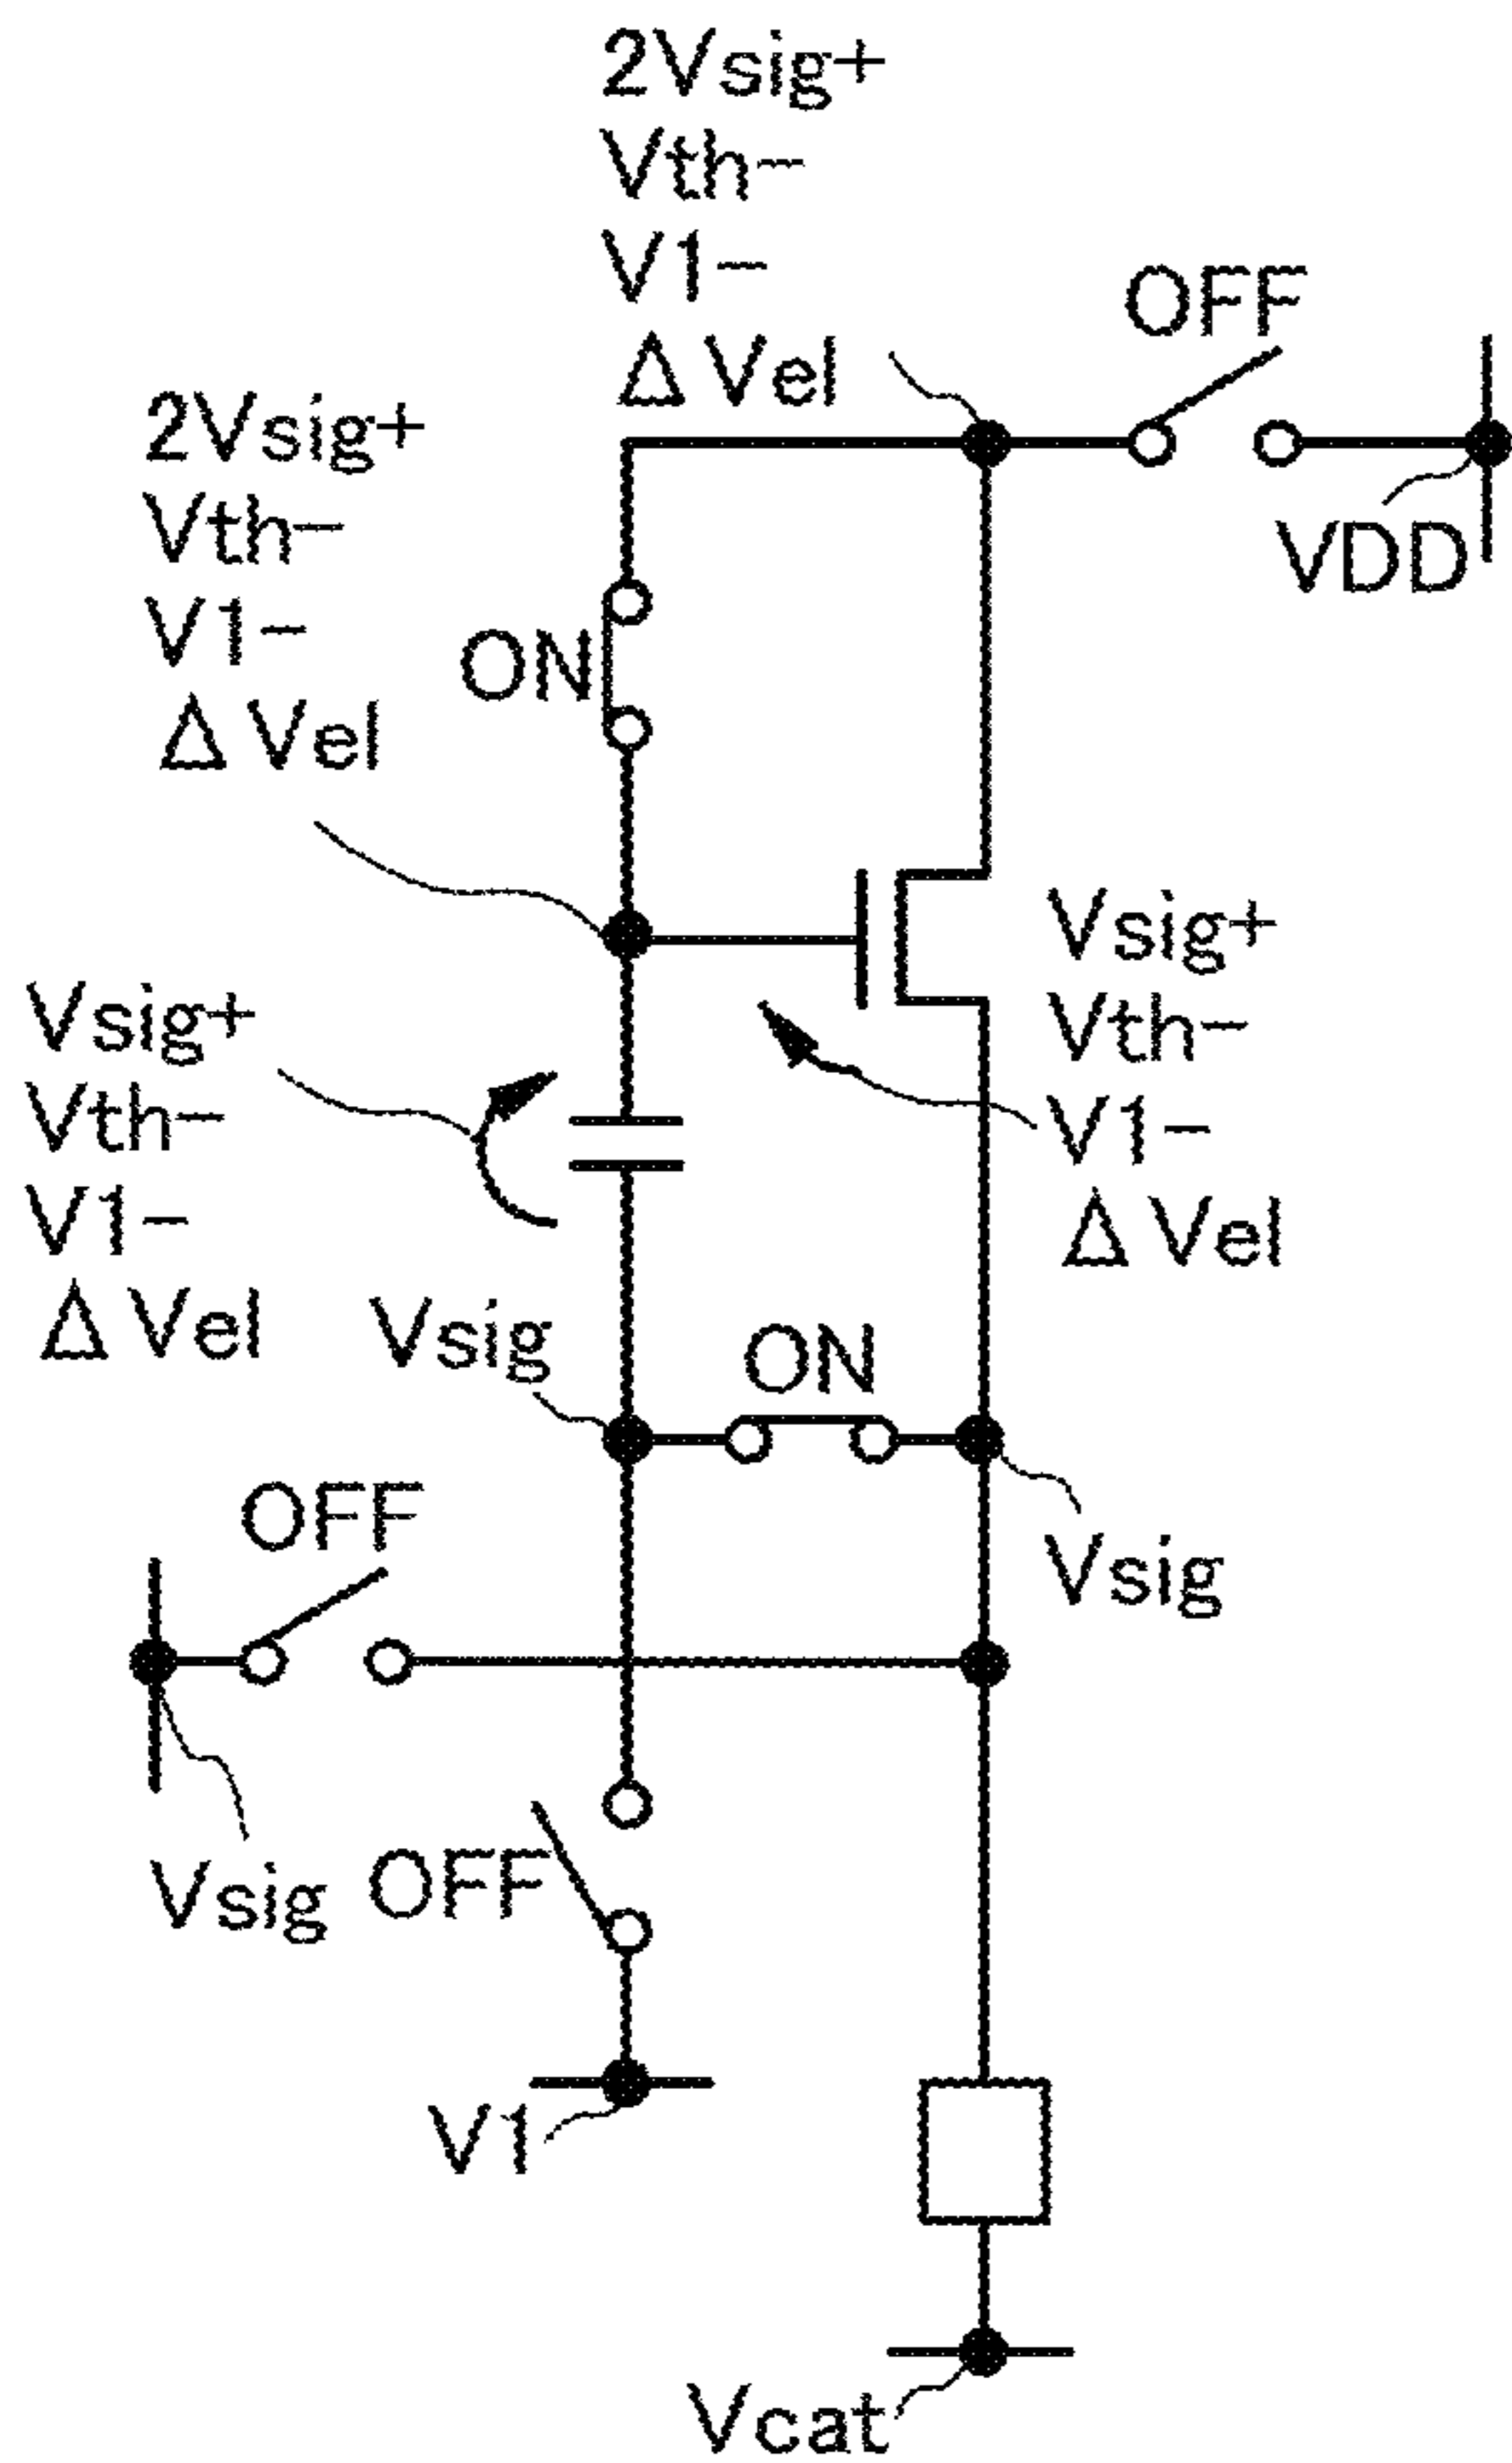 2Vsig+
Vth−
V1−
ΔVel
OFF
VDD
2Vsig+
Vth−
V1−
ΔVel
ON
Vsig+
Vth−
V1−
ΔVel
Vsig+
Vth−
V1−
ΔVel
Vsig
ON
Vsig
OFF
Vsig
OFF
V1
Vcat